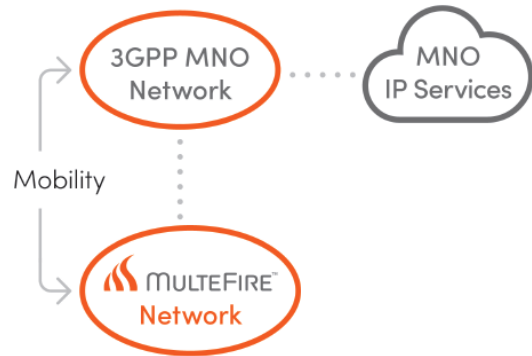 3GPP MNO
Network
MNO
IP Services
Mobility
MULTEFIRE™
Network